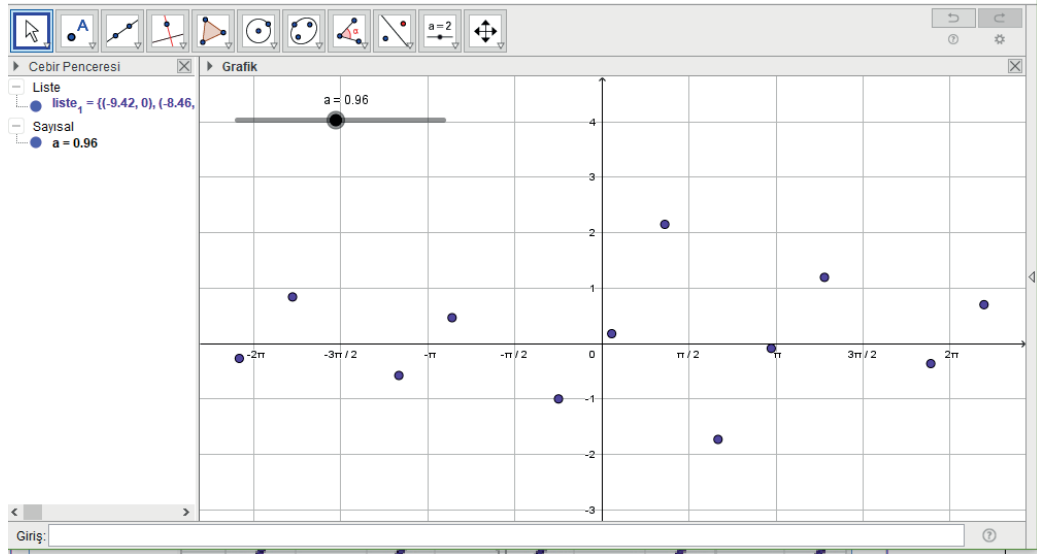 A
α
a=2
Cebir Penceresi
Grafik
Liste
liste₁ = {(-9.42, 0), (-8.46,
Sayısal
a = 0.96
a = 0.96
4
3
2
1
-2π -3π / 2 -π -π / 2 0 π / 2 π 3π / 2 2π
-1
-2
-3
Giriş: